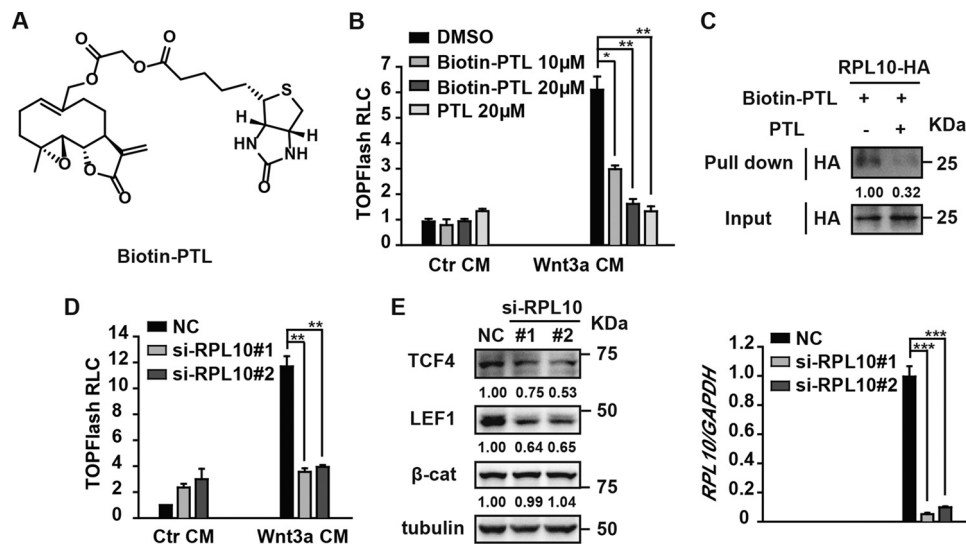 A
O
O
O
O
S
H
H
HN
NH
O
O
O
O
Biotin-PTL
B
DMSO
Biotin-PTL 10μM
Biotin-PTL 20μM
PTL 20μM
TOPFlash RLC
7
6
5
4
3
2
1
0
*
**
**
Ctr CM
Wnt3a CM
C
RPL10-HA
Biotin-PTL + +
PTL - + KDa
Pull down HA 25
1.00 0.32
Input HA 25
D
NC
si-RPL10#1
si-RPL10#2
TOPFlash RLC
14
12
10
8
6
4
2
0
**
**
Ctr CM
Wnt3a CM
E
si-RPL10
NC #1 #2 KDa
TCF4 75
1.00 0.75 0.53
LEF1 50
1.00 0.64 0.65
β-cat 75
1.00 0.99 1.04
tubulin 50
NC
si-RPL10#1
si-RPL10#2
RPL10/GAPDH
1.2
1.0
0.8
0.6
0.4
0.2
0
***
***